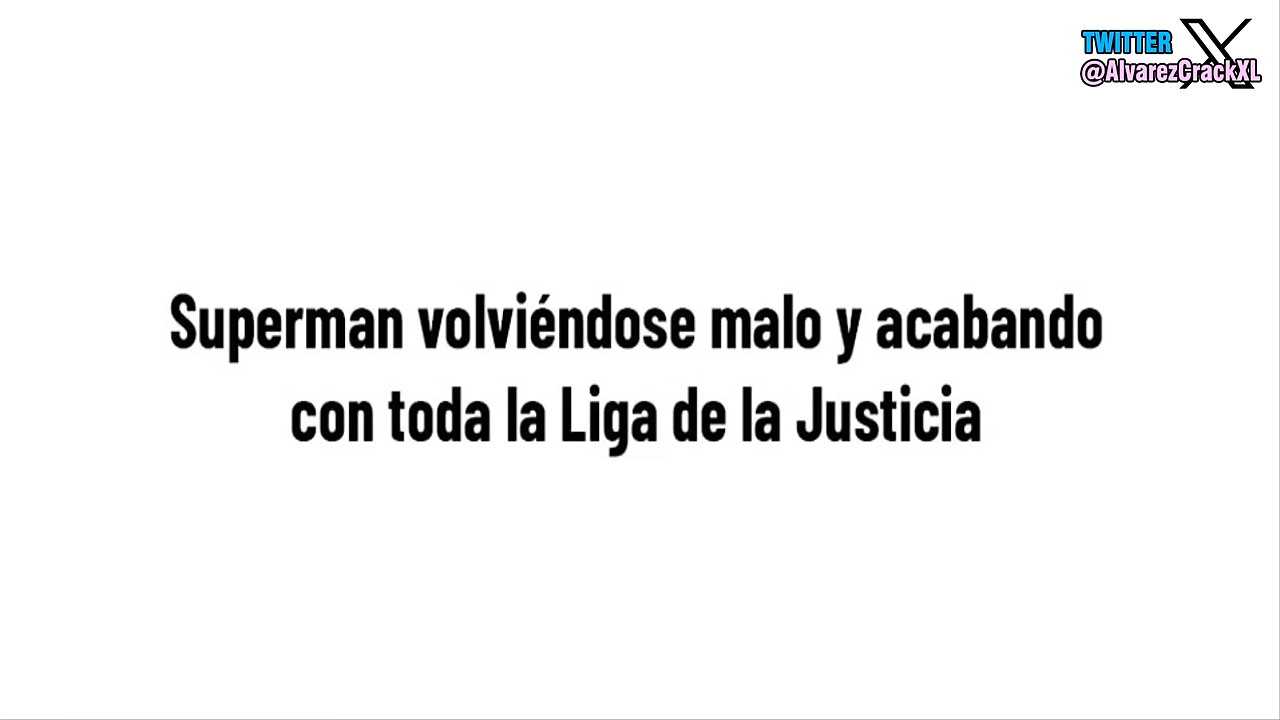 TWITTER X
@AlvarezCrackXL
Superman volviéndose malo y acabando
con toda la Liga de la Justicia